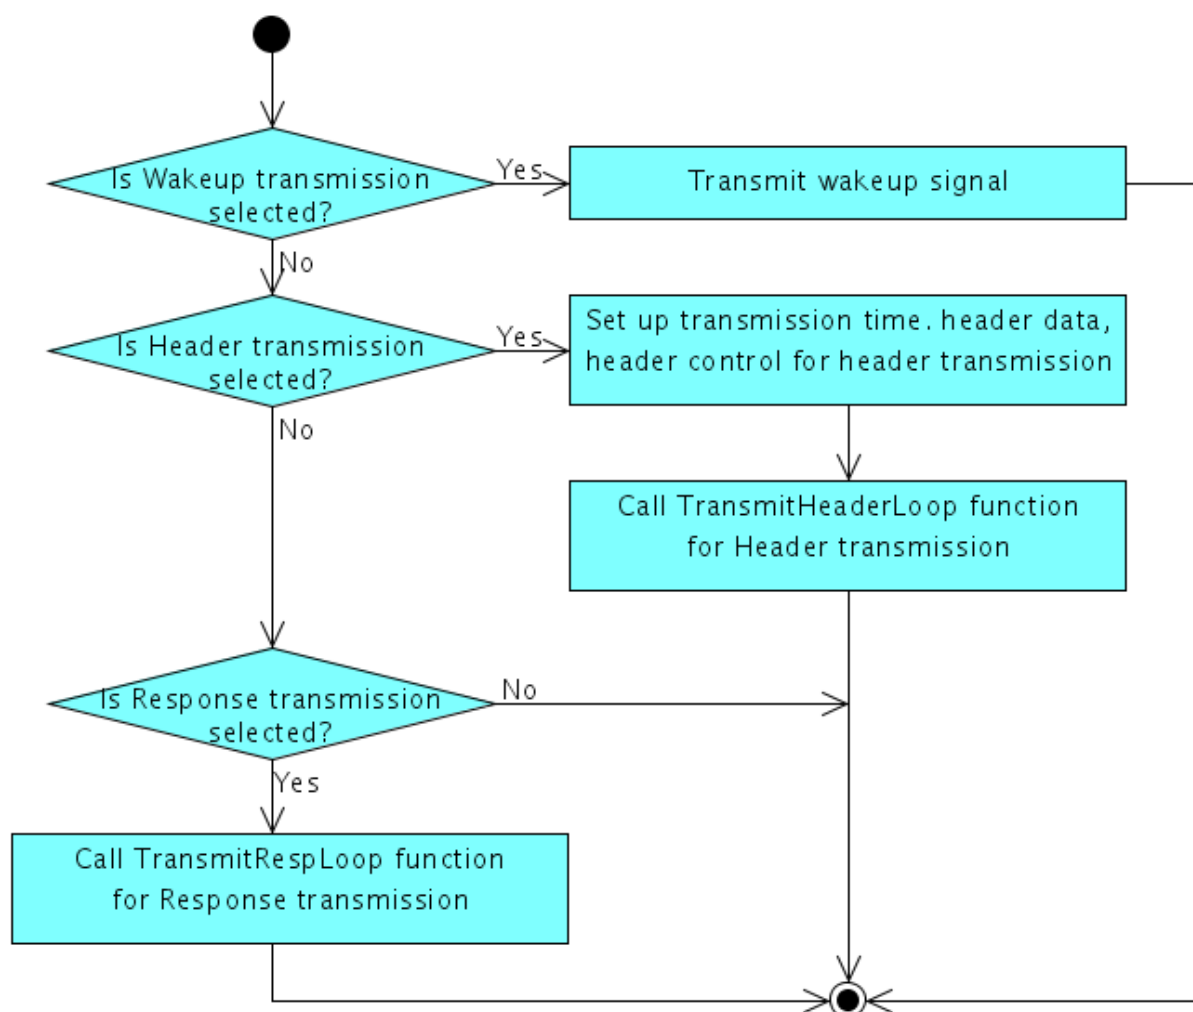 Is Wakeup transmission
selected?
Yes
Transmit wakeup signal
No
Is Header transmission
selected?
Yes
Set up transmission time. header data,
header control for header transmission
No
Call TransmitHeaderLoop function
for Header transmission
Is Response transmission
selected?
No
Yes
Call TransmitRespLoop function
for Response transmission